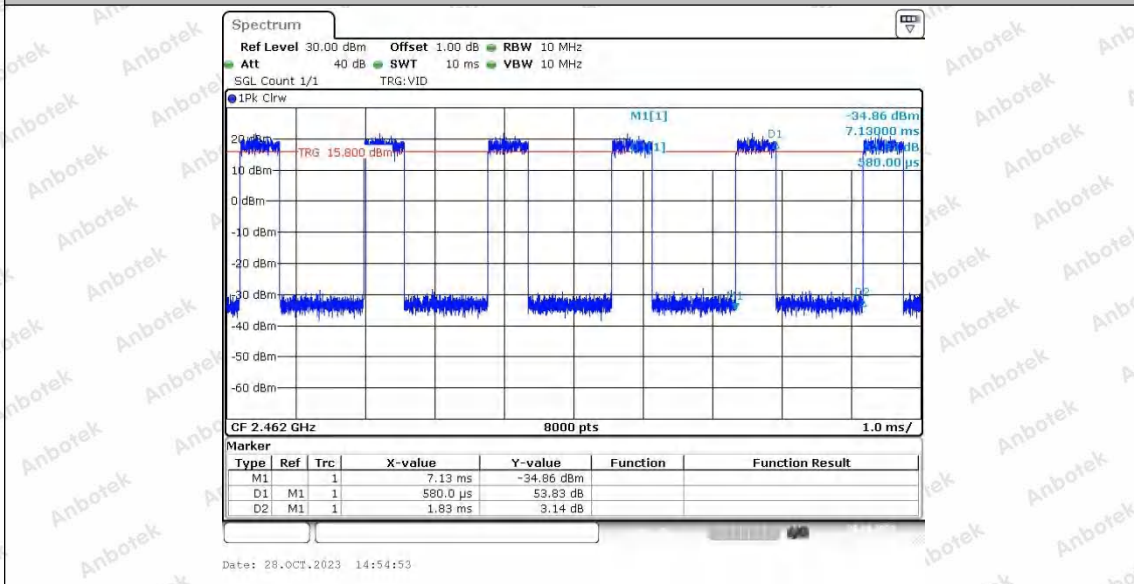 Spectrum
Ref Level 30.00 dBm Offset 1.00 dB RBW 10 MHz
Att 40 dB SWT 10 ms VBW 10 MHz
SGL Count 1/1 TRG:VID
1Pk Clrw
M1[1] -34.86 dBm
7.13000 ms
20 dBm
D1
TRG 15.800 dBm
580.00 µs
10 dBm
0 dBm
-10 dBm
-20 dBm
-30 dBm
D2
-40 dBm
-50 dBm
-60 dBm
CF 2.462 GHz 8000 pts 1.0 ms/
Marker
Type Ref Trc X-value Y-value Function Function Result
M1 1 7.13 ms -34.86 dBm
D1 M1 1 580.0 µs 53.83 dB
D2 M1 1 1.83 ms 3.14 dB
Date: 28.OCT.2023 14:54:53
Anbotek